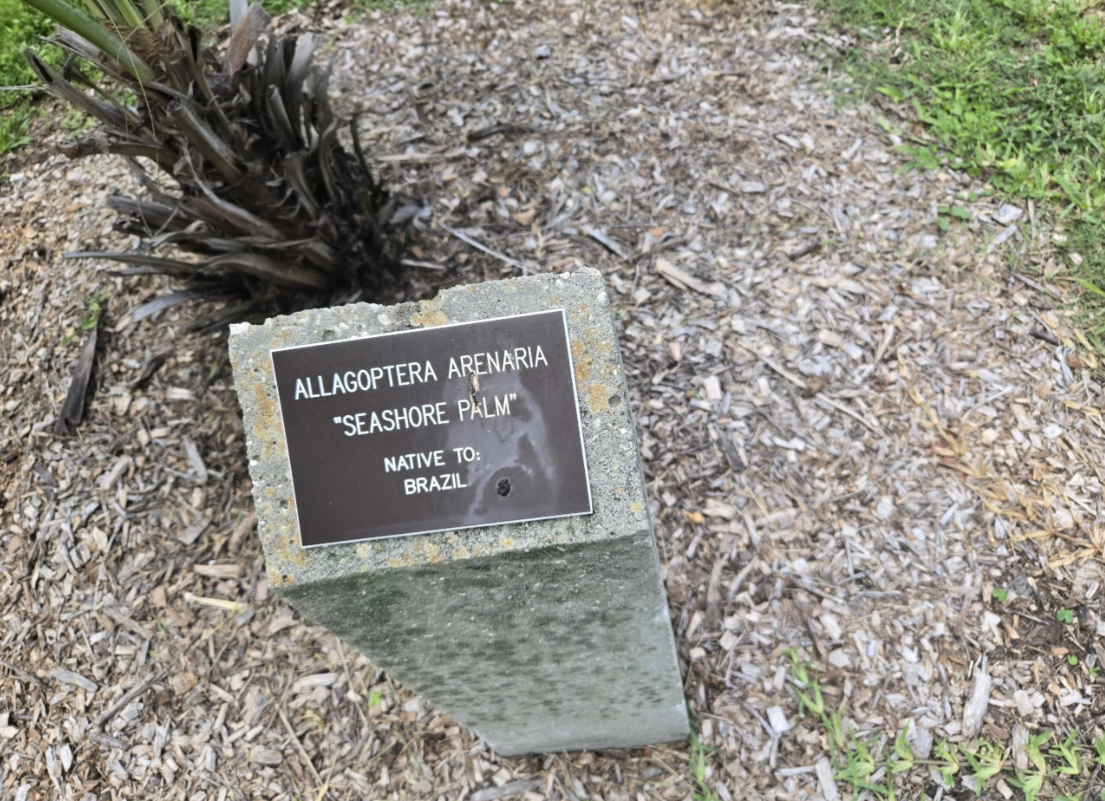 ALLAGOPTERA ARENARIA
"SEASHORE PALM"
NATIVE TO:
BRAZIL